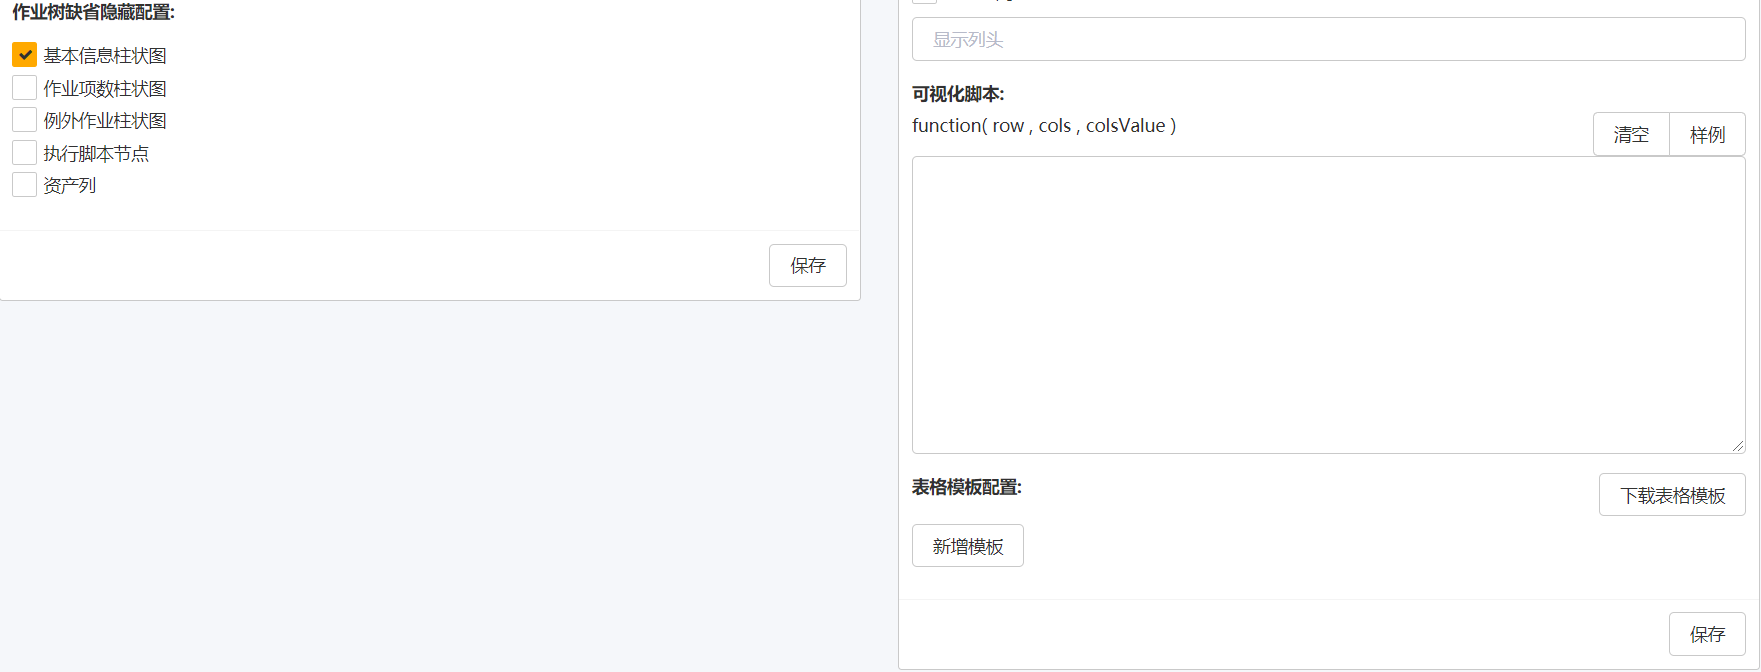 作业树缺省隐藏配置:
基本信息柱状图
作业项数柱状图
例外作业柱状图
执行脚本节点
资产列
保存
显示列头
可视化脚本:
function( row , cols , colsValue )
清空
样例
表格模板配置:
下载表格模板
新增模板
保存